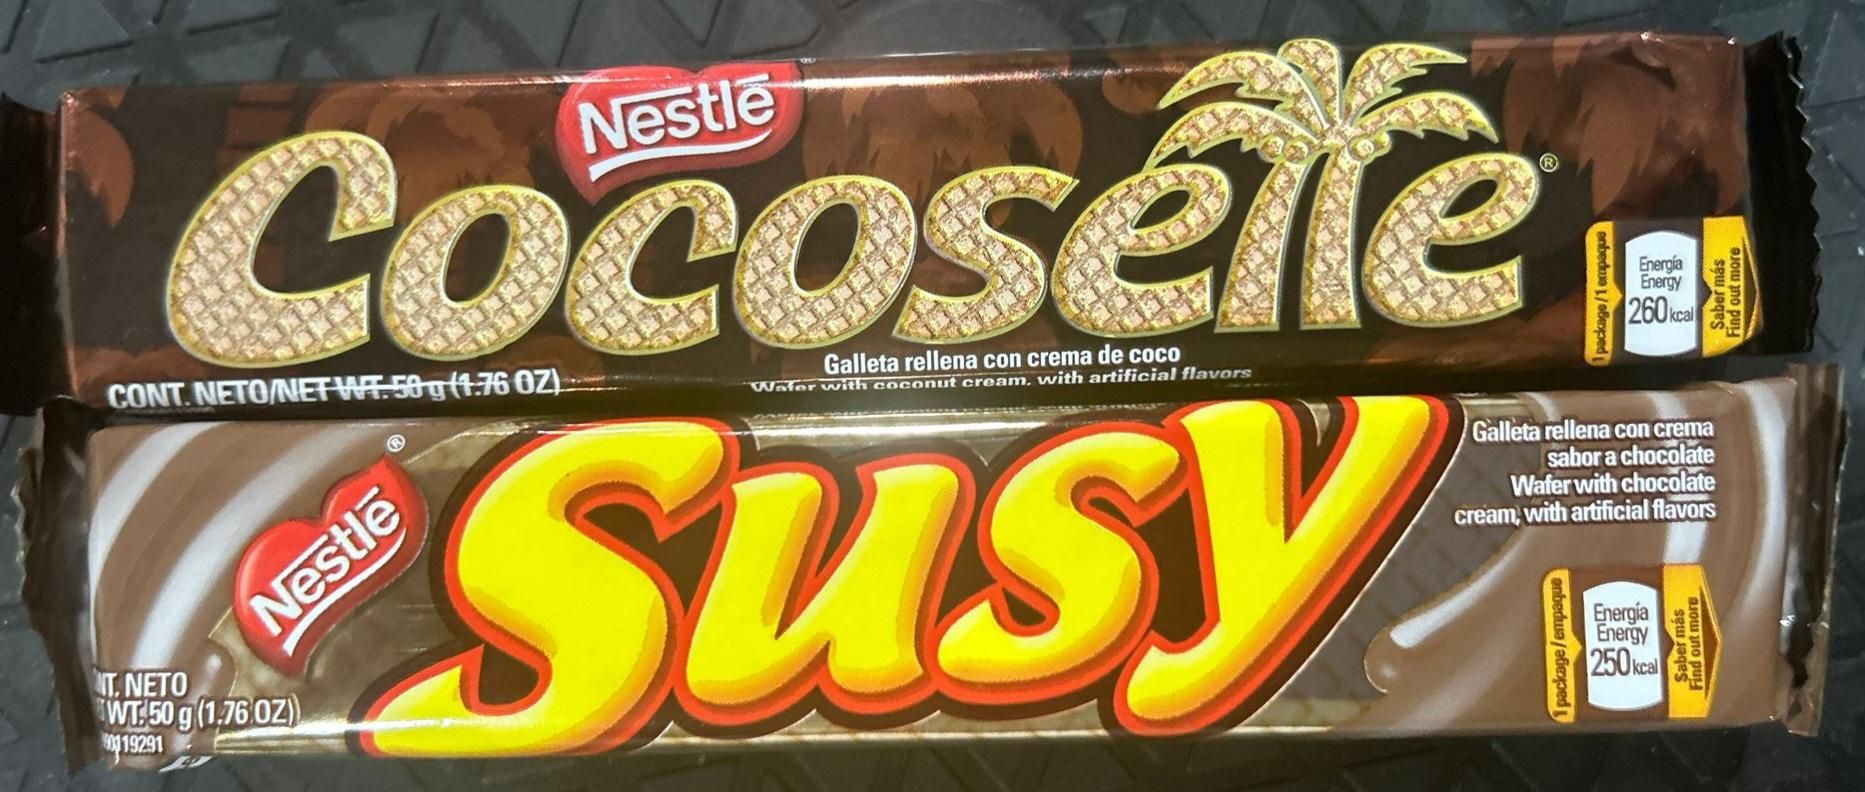 Nestlé
Cocosette®
Galleta rellena con crema de coco
Wafer with coconut cream, with artificial flavors
CONT. NETO/NET WT. 50 g (1.76 OZ)
1 package / 1 empaque
Energía
Energy
260 kcal
Saber más
Find out more
Nestlé®
Susy
Galleta rellena con crema
sabor a chocolate
Wafer with chocolate
cream, with artificial flavors
NETO
WT. 50 g (1.76 OZ)
1 package / empaque
Energía
Energy
250 kcal
Saber más
Find out more